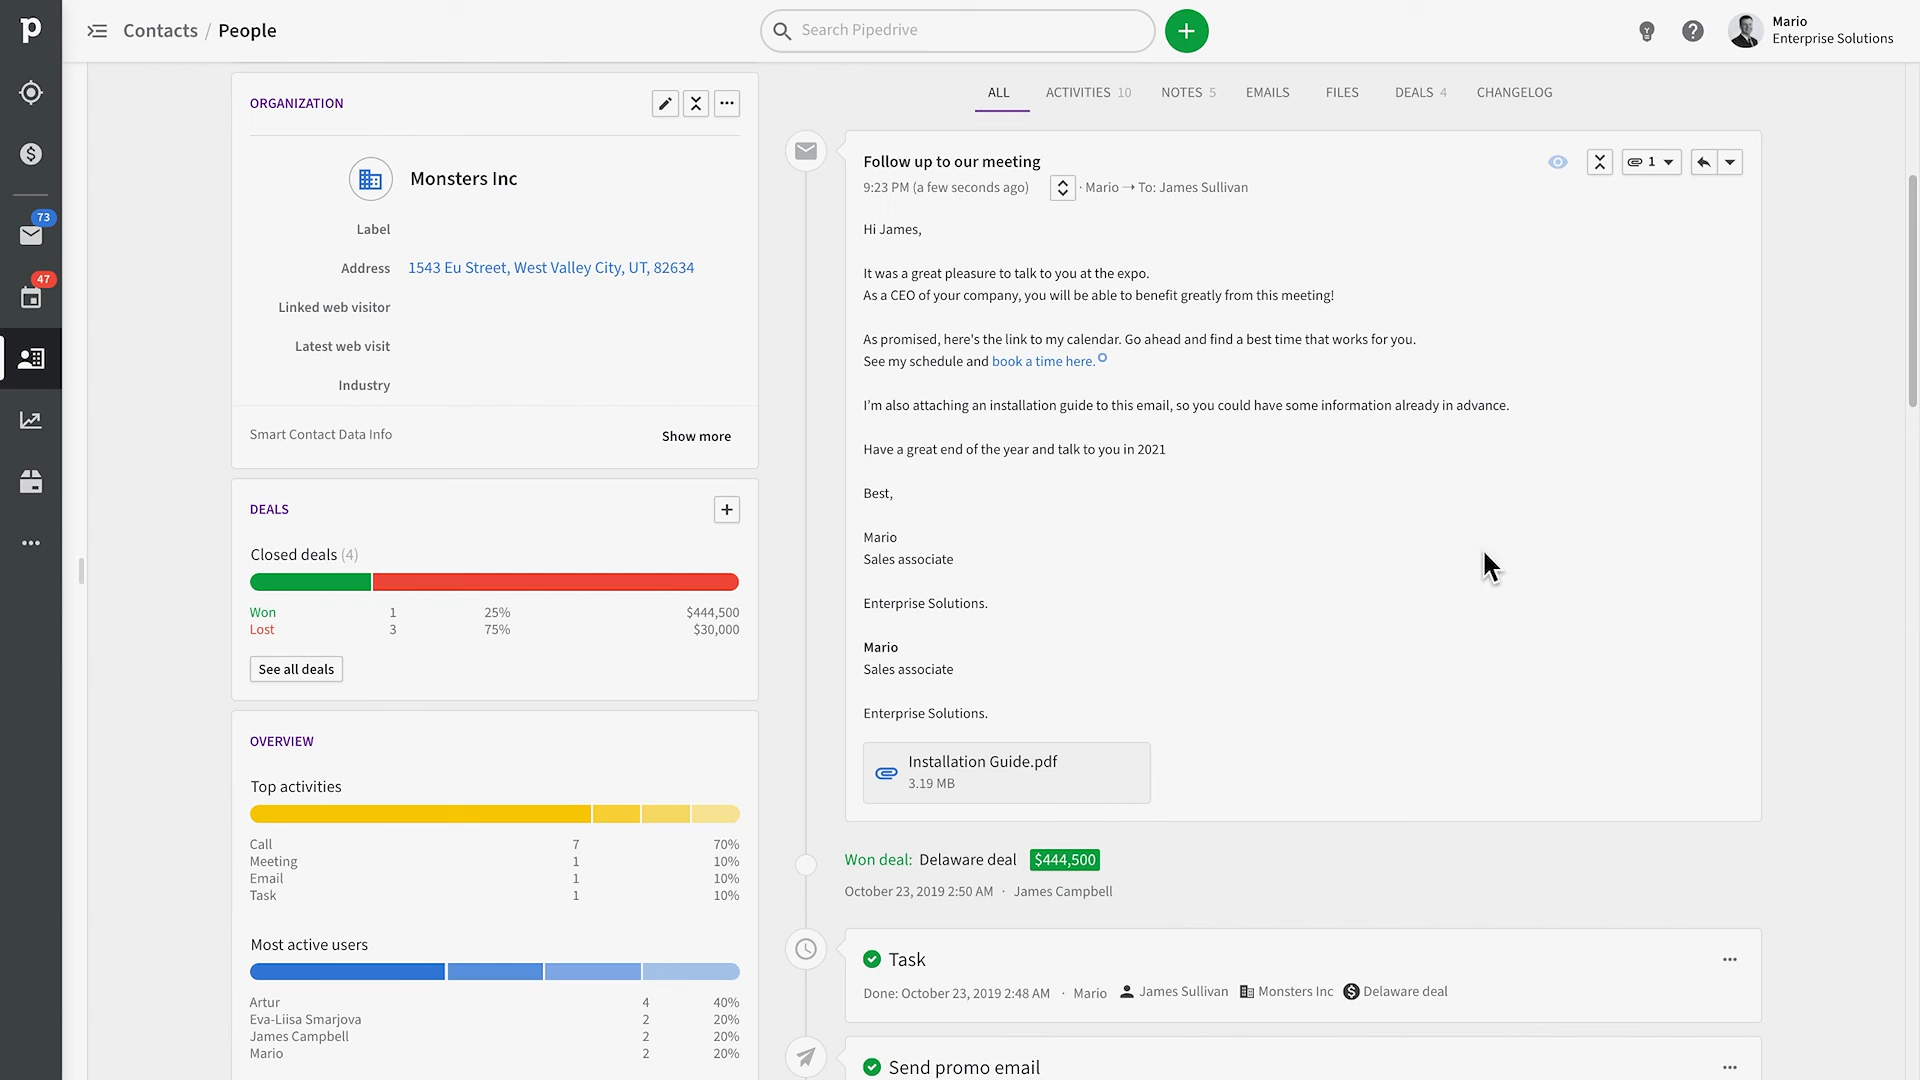 p
Contacts / People
Search Pipedrive
+
Mario
Enterprise Solutions
73
47
ORGANIZATION
Monsters Inc
Label
Address 1543 Eu Street, West Valley City, UT, 82634
Linked web visitor
Latest web visit
Industry
Smart Contact Data Info
Show more
DEALS
Closed deals (4)
Won 1 25% $444,500
Lost 3 75% $30,000
See all deals
OVERVIEW
Top activities
Call 7 70%
Meeting 1 10%
Email 1 10%
Task 1 10%
Most active users
Artur 4 40%
Eva-Liisa Smarjova 2 20%
James Campbell 2 20%
Mario 2 20%
ALL ACTIVITIES 10 NOTES 5 EMAILS FILES DEALS 4 CHANGELOG
Follow up to our meeting
1
9:23 PM (a few seconds ago) · Mario → To: James Sullivan
Hi James,
It was a great pleasure to talk to you at the expo.
As a CEO of your company, you will be able to benefit greatly from this meeting!
As promised, here's the link to my calendar. Go ahead and find a best time that works for you.
See my schedule and book a time here.
I'm also attaching an installation guide to this email, so you could have some information already in advance.
Have a great end of the year and talk to you in 2021
Best,
Mario
Sales associate
Enterprise Solutions.
Mario
Sales associate
Enterprise Solutions.
Installation Guide.pdf
3.19 MB
Won deal: Delaware deal $444,500
October 23, 2019 2:50 AM · James Campbell
Task
Done: October 23, 2019 2:48 AM · Mario James Sullivan Monsters Inc Delaware deal
Send promo email